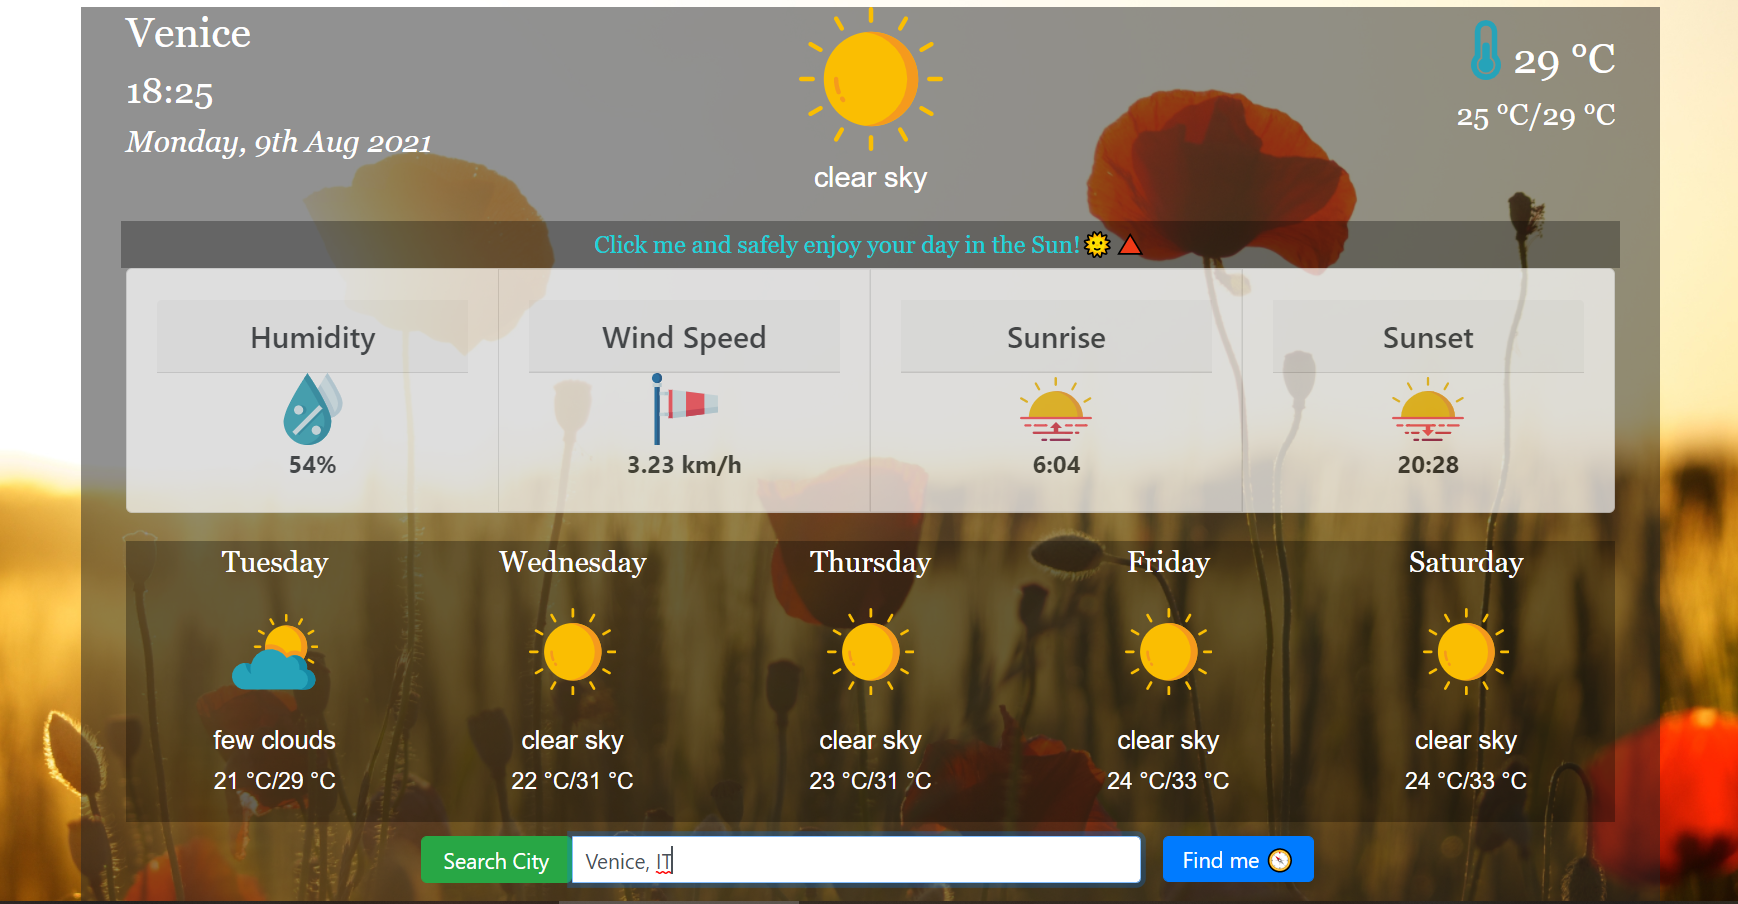 Venice
18:25
Monday, 9th Aug 2021
clear sky
29 °C
25 °C/29 °C
Click me and safely enjoy your day in the Sun!🌞 🔺
Humidity
54%
Wind Speed
3.23 km/h
Sunrise
6:04
Sunset
20:28
Tuesday
few clouds
21 °C/29 °C
Wednesday
clear sky
22 °C/31 °C
Thursday
clear sky
23 °C/31 °C
Friday
clear sky
24 °C/33 °C
Saturday
clear sky
24 °C/33 °C
Search City
Venice, IT
Find me 🧭